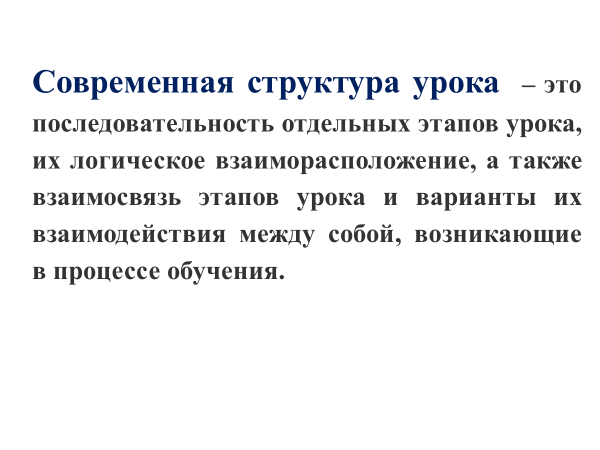 Современная структура урока – это
последовательность отдельных этапов урока,
их логическое взаиморасположение, а также
взаимосвязь этапов урока и варианты их
взаимодействия между собой, возникающие
в процессе обучения.